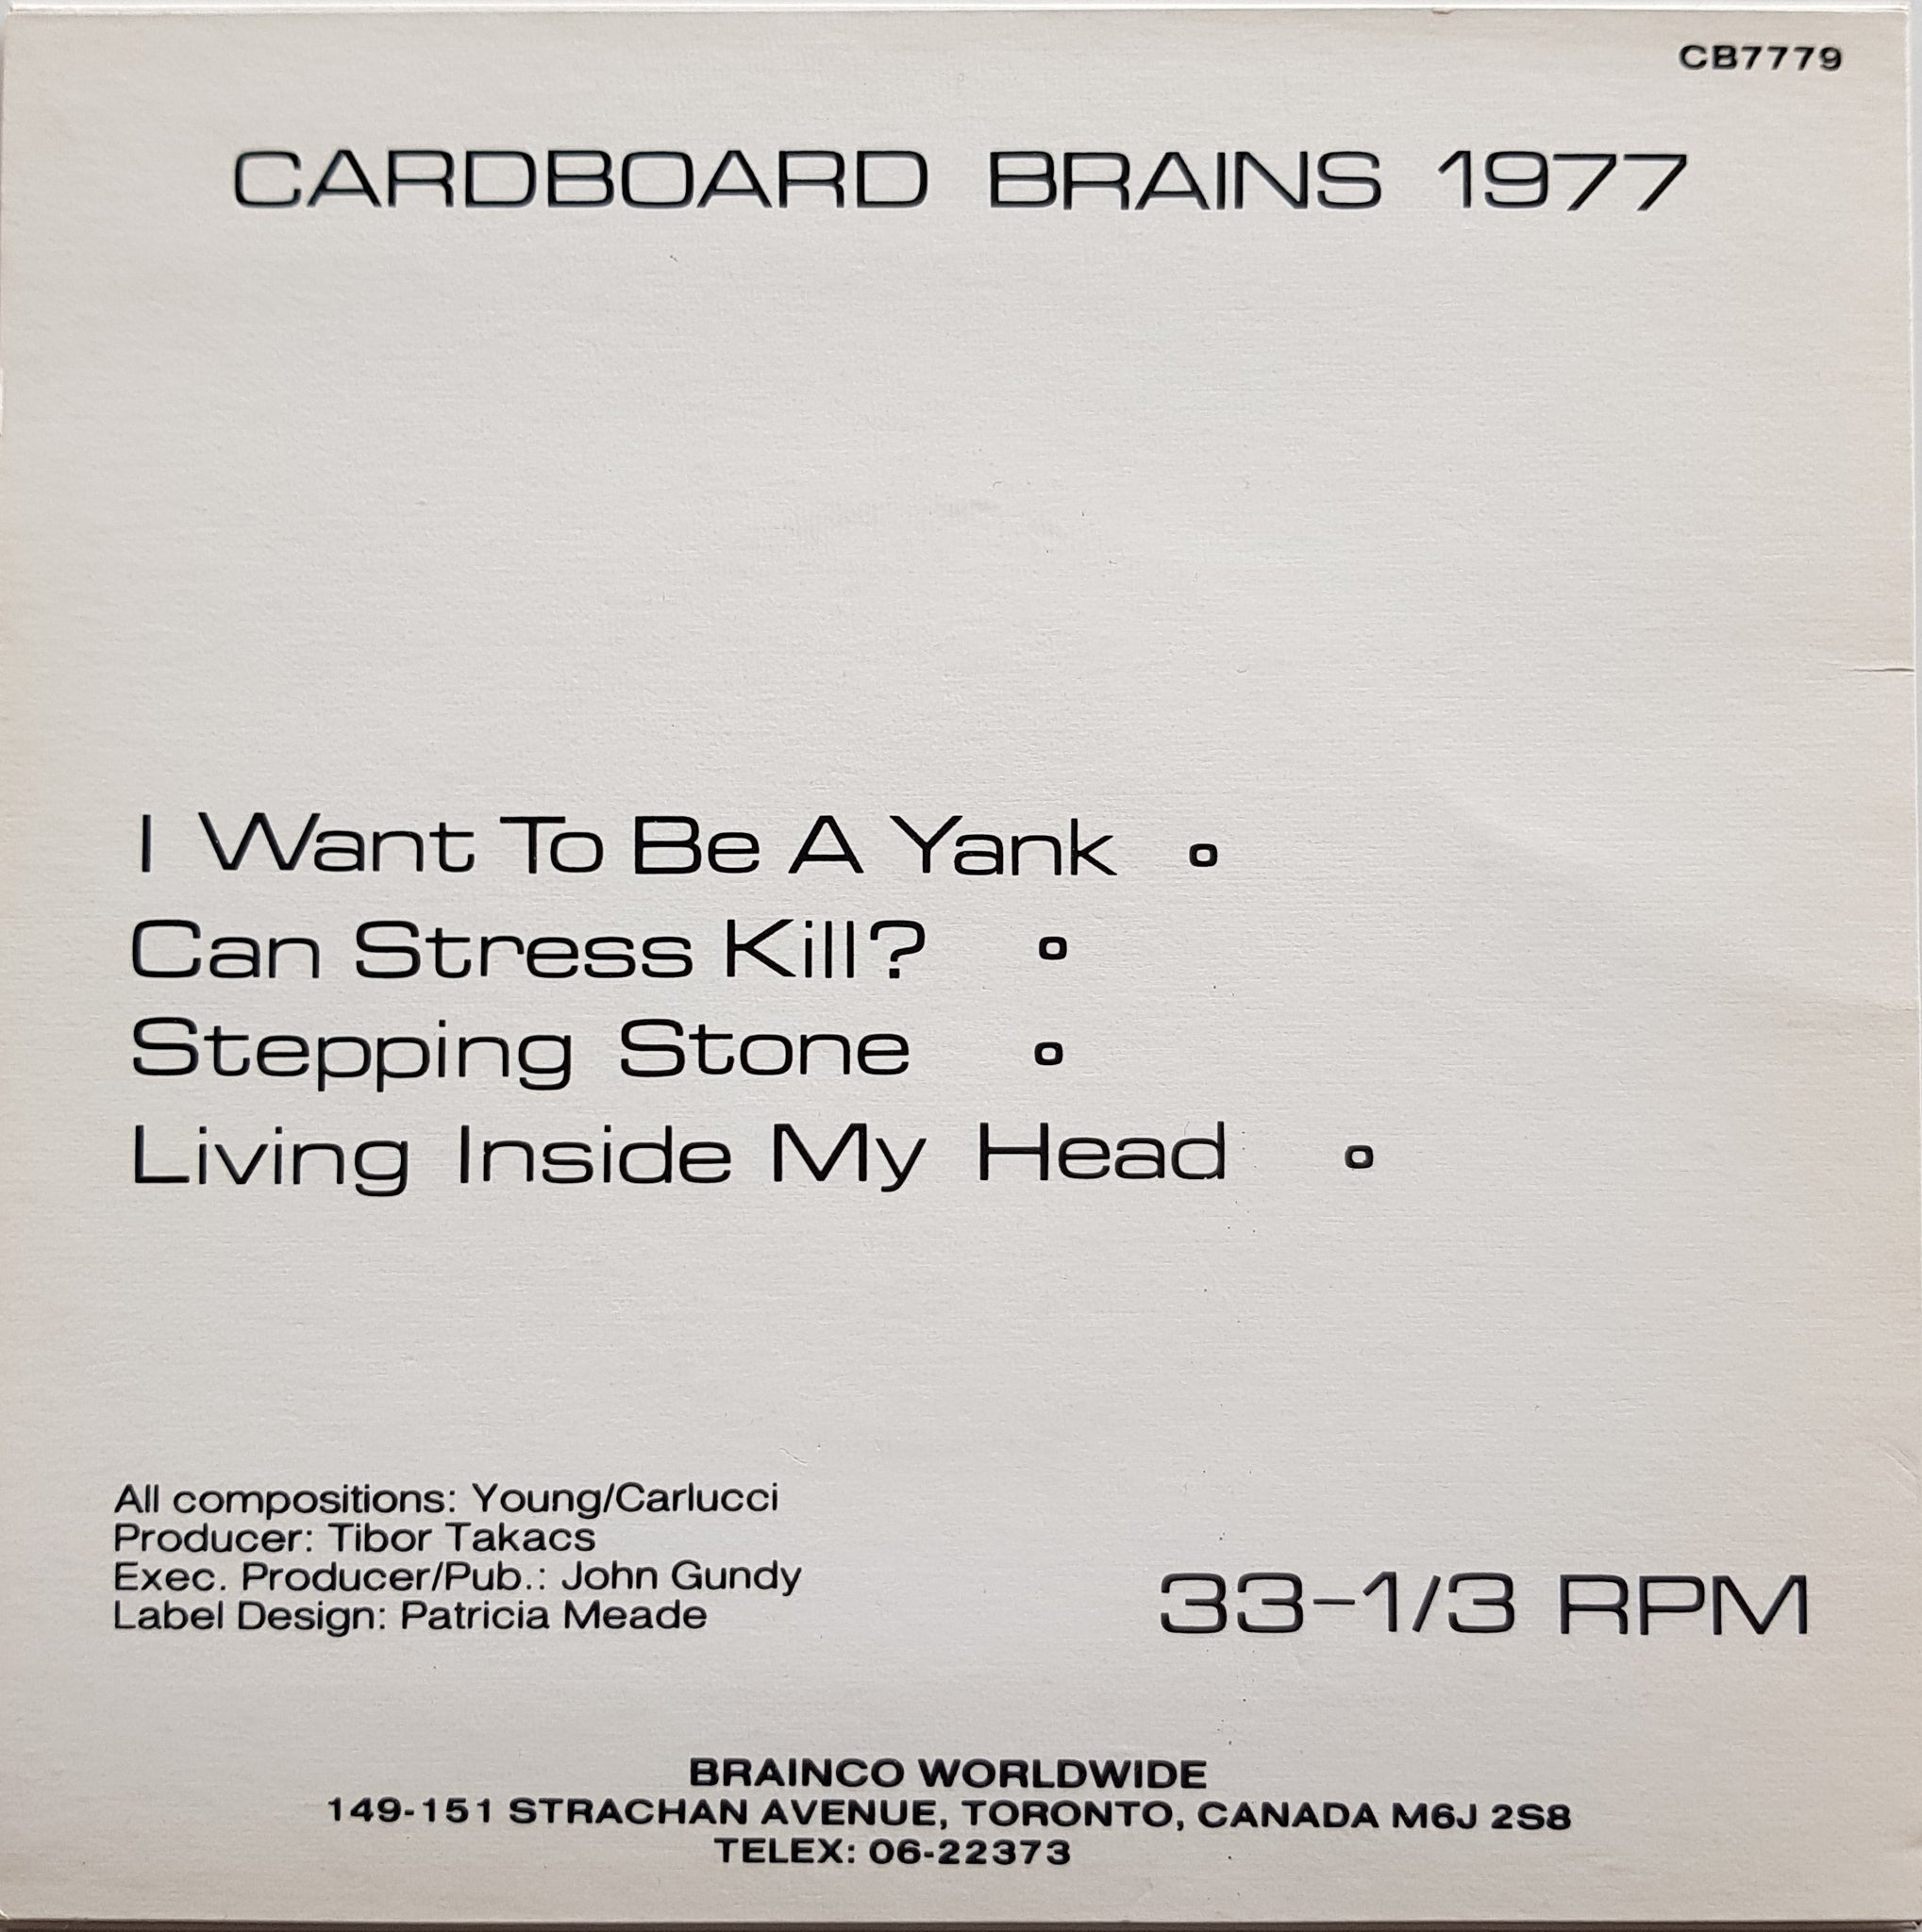 CB7779
CARDBOARD BRAINS 1977
I Want To Be A Yank
Can Stress Kill?
Stepping Stone
Living Inside My Head
All compositions: Young/Carlucci
Producer: Tibor Takacs
Exec. Producer/Pub.: John Gundy
Label Design: Patricia Meade
33-1/3 RPM
BRAINCO WORLDWIDE
149-151 STRACHAN AVENUE, TORONTO, CANADA M6J 2S8
TELEX: 06-22373